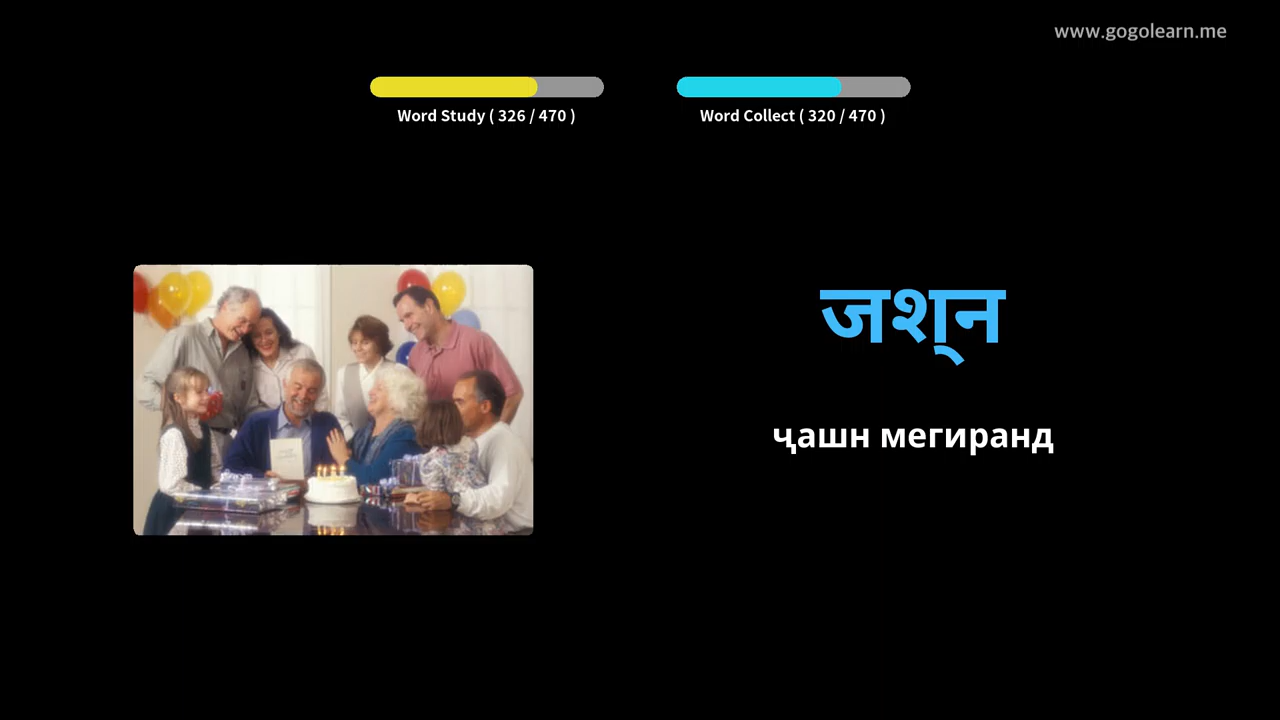 www.gogolearn.me
Word Study ( 326 / 470 )
Word Collect ( 320 / 470 )
जश्न
ҷашн мегиранд